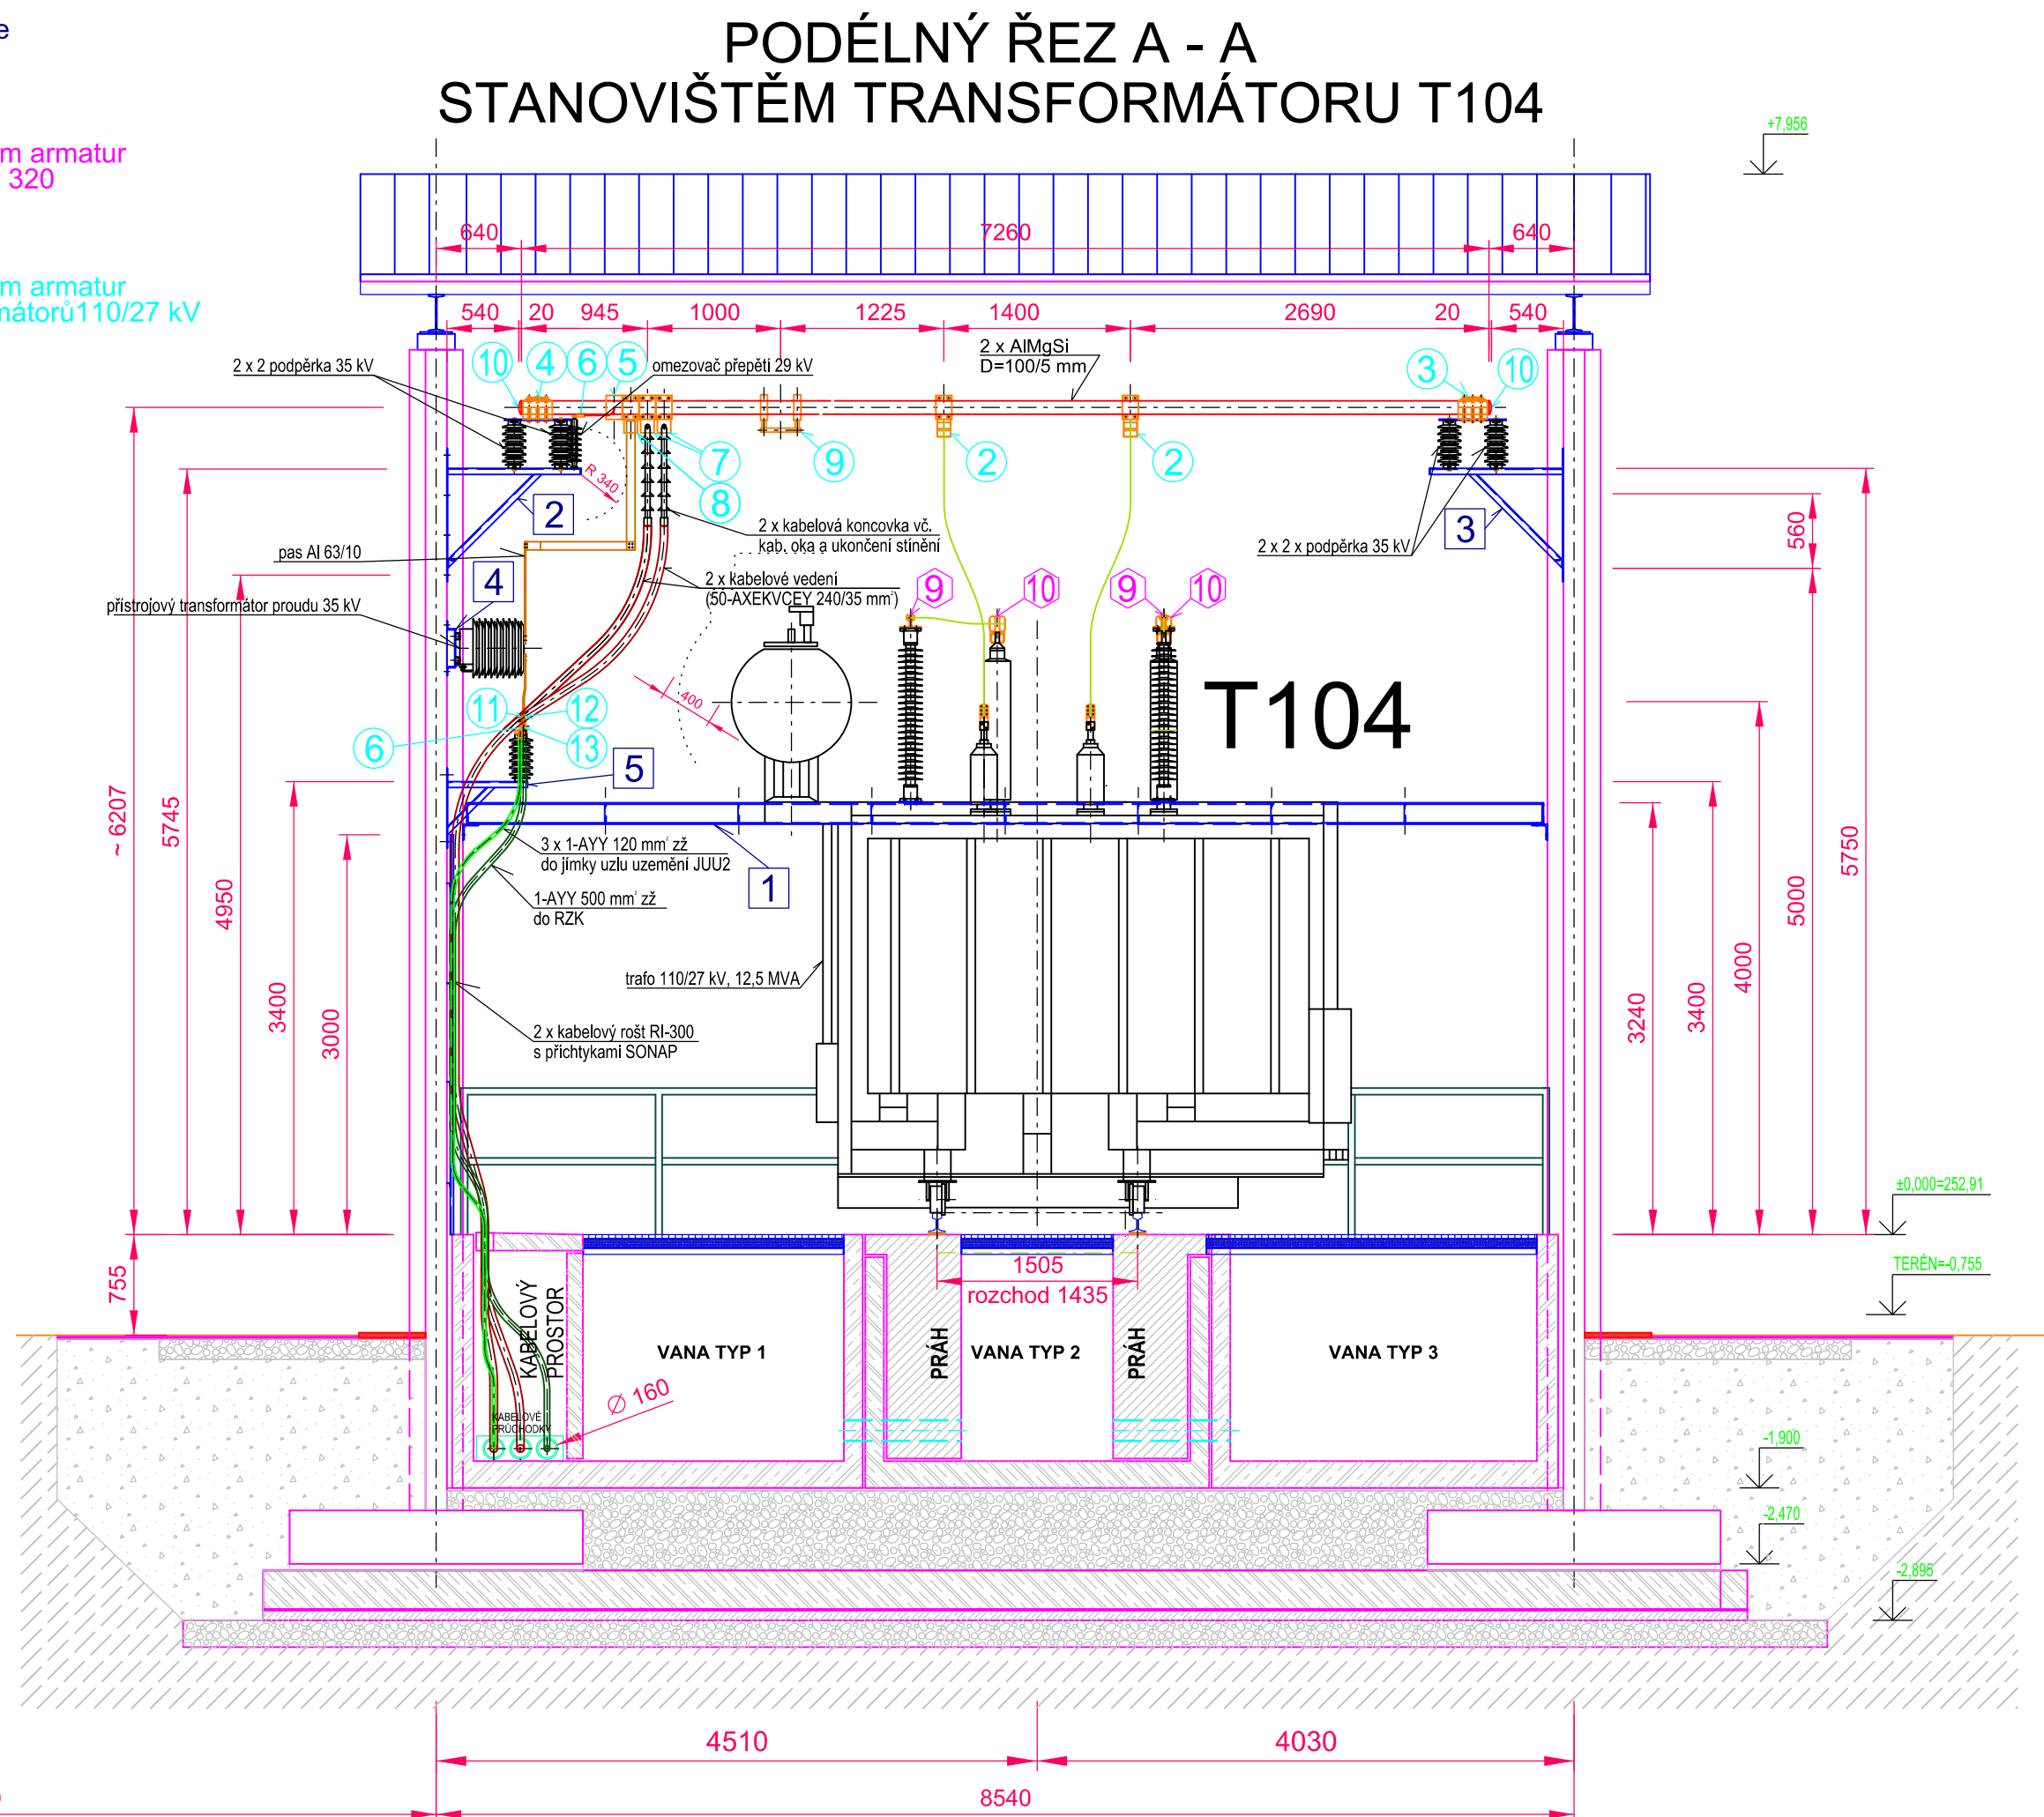 PODÉLNÝ ŘEZ A - A
STANOVIŠTĚM TRANSFORMÁTORU T104
e
m armatur
320
m armatur
mátorů110/27 kV
+7,956
640
7260
640
540
20
945
1000
1225
1400
2690
20
540
2 x 2 podpěrka 35 kV
10
4
6
5
omezovač přepětí 29 kV
2 x AlMgSi
D=100/5 mm
3
10
7
8
9
2
2
R 340
2
2 x kabelová koncovka vč.
kab. oka a ukončení stínění
2 x 2 x podpěrka 35 kV
3
pas Al 63/10
4
2 x kabelové vedení
(50-AXEKVCEY 240/35 mm²)
9
10
9
10
přístrojový transformátor proudu 35 kV
400
T104
11
12
6
13
5
3 x 1-AYY 120 mm² zž
do jímky uzlu uzemění JUU2
1
1-AYY 500 mm² zž
do RZK
trafo 110/27 kV, 12,5 MVA
2 x kabelový rošt RI-300
s příchytkami SONAP
~ 6207
5745
4950
3400
3000
755
560
5750
5000
4000
3400
3240
±0,000=252,91
TERÉN=-0,755
1505
rozchod 1435
KABELOVÝ
PROSTOR
VANA TYP 1
PRÁH
VANA TYP 2
PRÁH
VANA TYP 3
Ø 160
KABELOVÉ
PRŮCHODKY
-1,900
-2,470
-2,895
4510
4030
8540